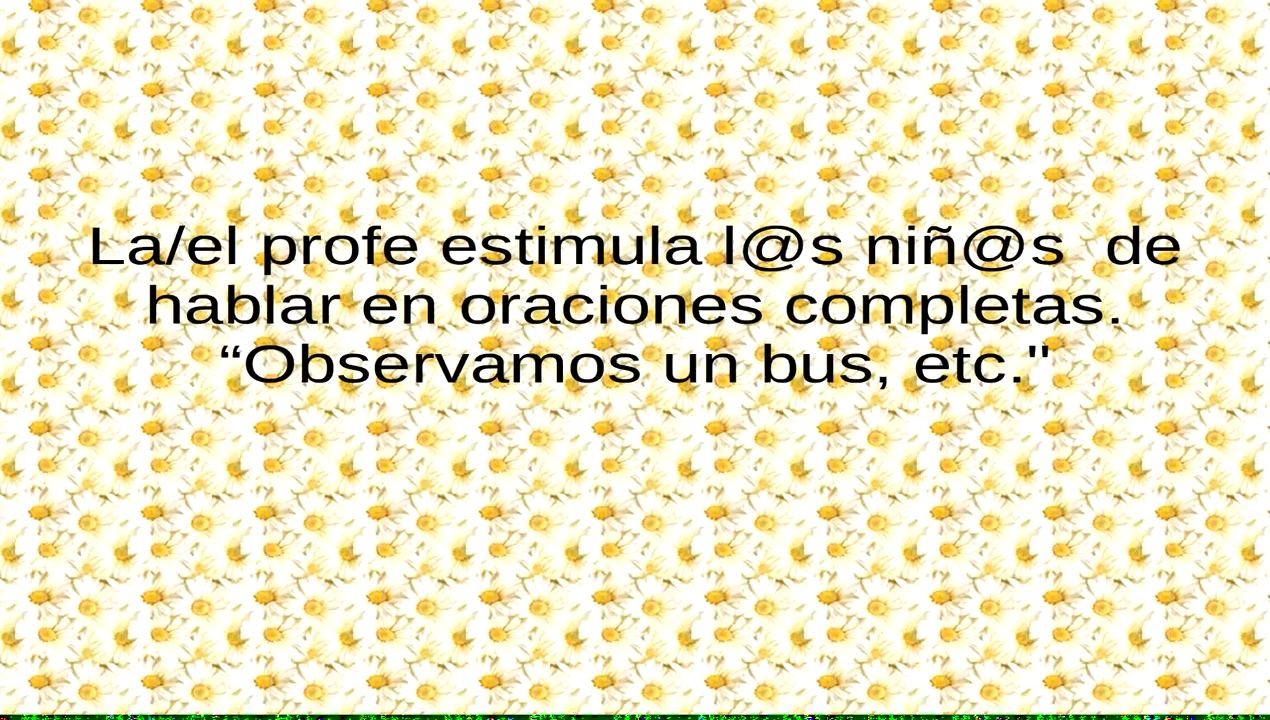 La/el profe estimula l@s niñ@s  de
hablar en oraciones completas.
“Observamos un bus, etc."